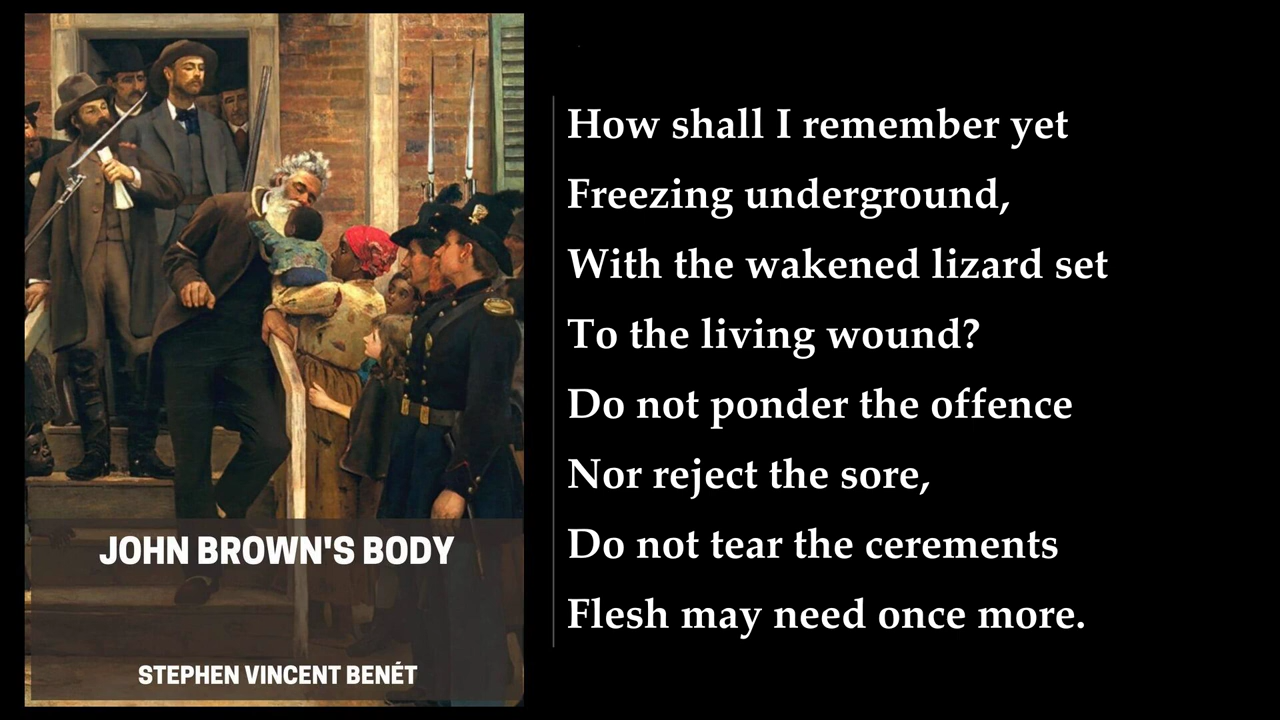 JOHN BROWN'S BODY
STEPHEN VINCENT BENÉT
How shall I remember yet
Freezing underground,
With the wakened lizard set
To the living wound?
Do not ponder the offence
Nor reject the sore,
Do not tear the cerements
Flesh may need once more.